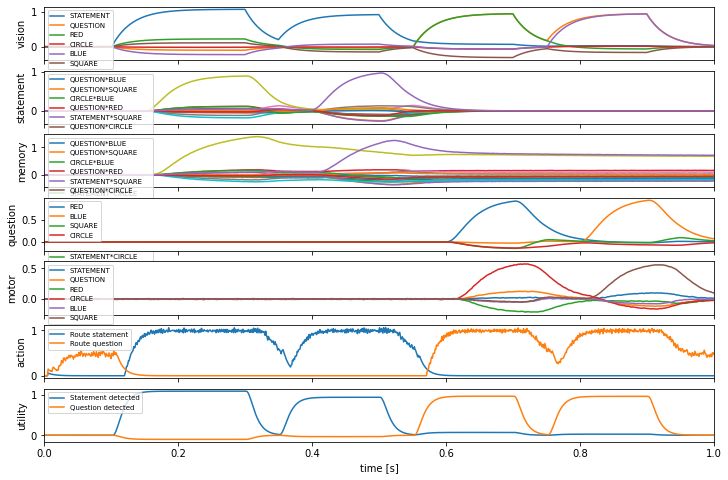 vision
1
0
STATEMENT
QUESTION
RED
CIRCLE
BLUE
SQUARE
statement
1
0
QUESTION*BLUE
QUESTION*SQUARE
CIRCLE*BLUE
QUESTION*RED
STATEMENT*SQUARE
QUESTION*CIRCLE
memory
1
0
QUESTION*BLUE
QUESTION*SQUARE
CIRCLE*BLUE
QUESTION*RED
STATEMENT*SQUARE
QUESTION*CIRCLE
question
0.5
0.0
RED
BLUE
SQUARE
CIRCLE
STATEMENT*CIRCLE
motor
0.5
0.0
STATEMENT
QUESTION
RED
CIRCLE
BLUE
SQUARE
action
1
0
Route statement
Route question
utility
1
0
Statement detected
Question detected
0.0 0.2 0.4 0.6 0.8 1.0
time [s]